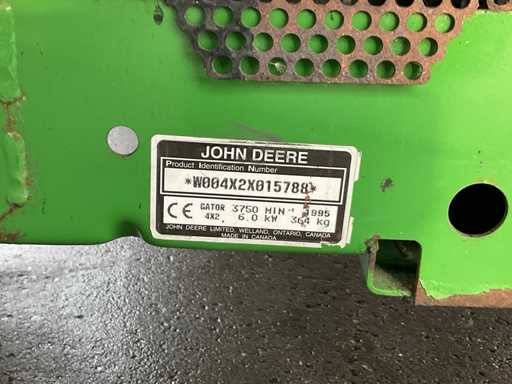 JOHN DEERE
Product Identification Number
*W004X2X015788*
CE GATOR 3750 MIN⁻¹ 1995
4X2 6.0 kW 364 kg
JOHN DEERE LIMITED, WELLAND, ONTARIO, CANADA
MADE IN CANADA